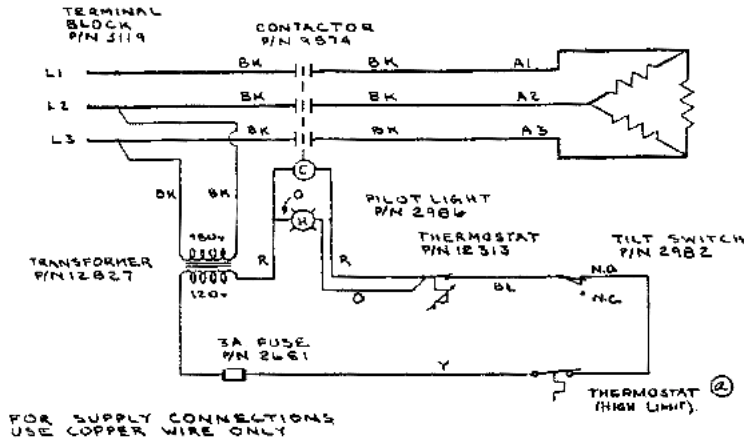 TERMINAL
BLOCK
P/N 3119
CONTACTOR
P/N 9574
L1
BK
BK
A1
L2
BK
BK
A2
L3
BK
BK
A3
C
O
H
PILOT LIGHT
P/N 2986
BK
BK
480V
TRANSFORMER
P/N 12827
120V
R
R
THERMOSTAT
P/N 12313
TILT SWITCH
P/N 2982
N.O
N.C.
BL
O
3A FUSE
P/N 2681
Y
THERMOSTAT a
(HIGH LIMIT).
FOR SUPPLY CONNECTIONS
USE COPPER WIRE ONLY